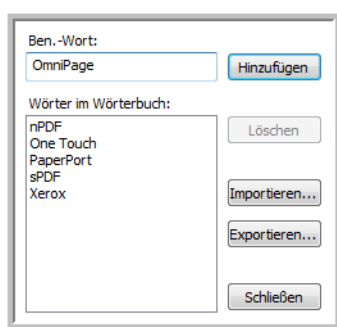 Ben.-Wort:
OmniPage
Hinzufügen
Wörter im Wörterbuch:
nPDF
One Touch
PaperPort
sPDF
Xerox
Löschen
Importieren...
Exportieren...
Schließen